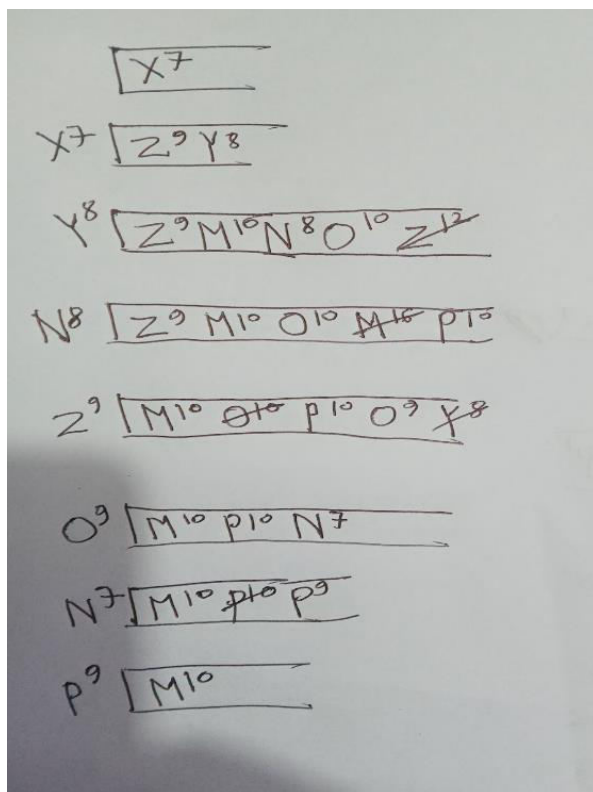 X⁷
X⁷ Z⁹ Y⁸
Y⁸ Z⁹ M¹⁰ N⁸ O¹⁰ Z¹²
N⁸ Z⁹ M¹⁰ O¹⁰ M¹⁶ P¹⁰
Z⁹ M¹⁰ O¹⁰ P¹⁰ O⁹ Y⁸
O⁹ M¹⁰ P¹⁰ N⁷
N⁷ M¹⁰ P¹⁰ P⁹
P⁹ M¹⁰